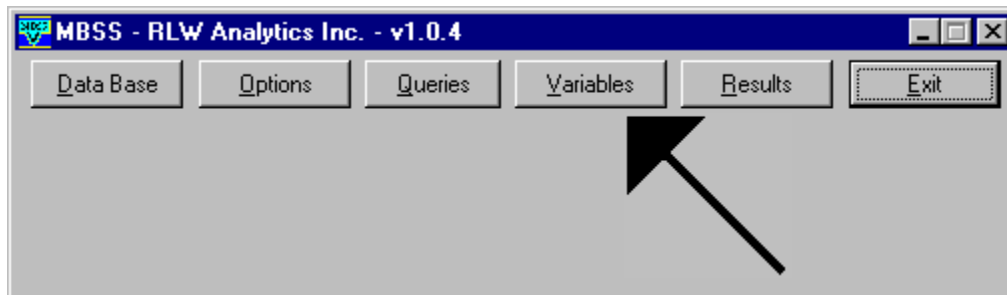 MBSS - RLW Analytics Inc. - v1.0.4
Data Base Options Queries Variables Results Exit